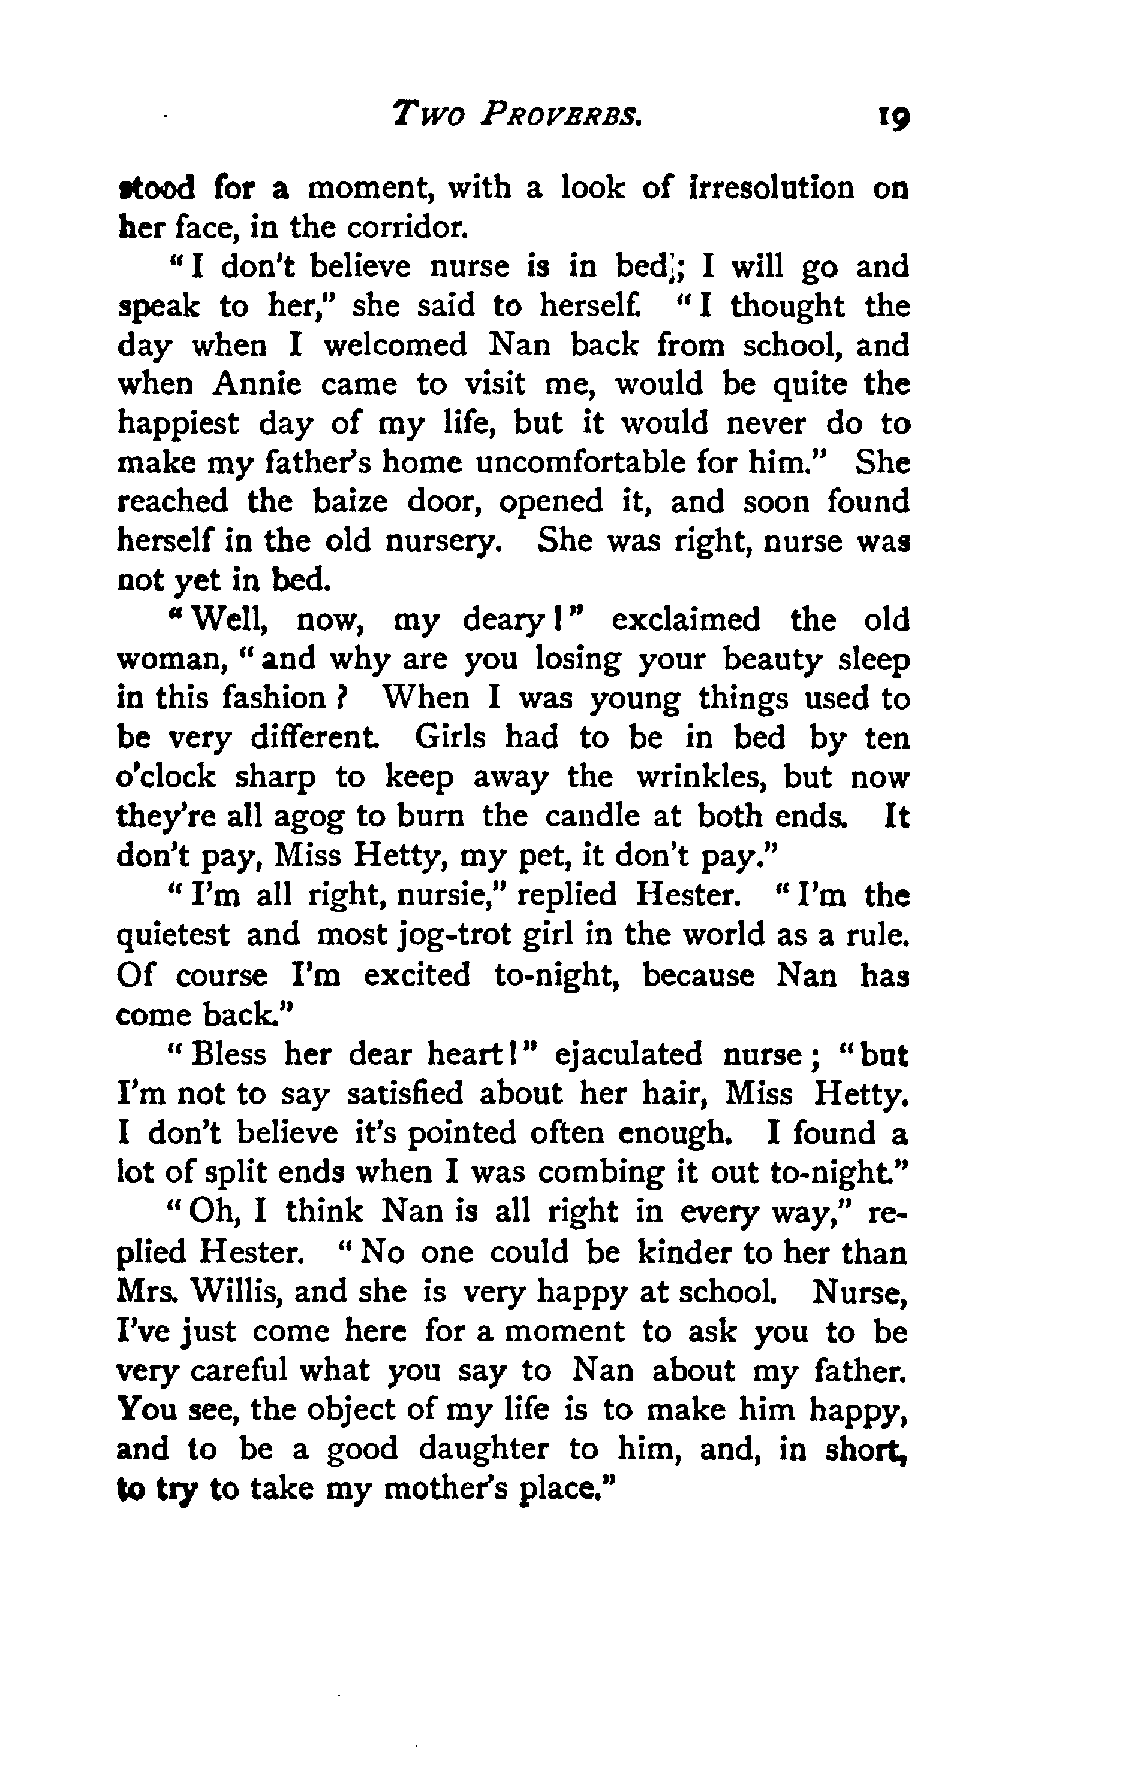 TWO PROVERBS. 19
stood for a moment, with a look of irresolution on
her face, in the corridor.
"I don't believe nurse is in bed; I will go and
speak to her," she said to herself. "I thought the
day when I welcomed Nan back from school, and
when Annie came to visit me, would be quite the
happiest day of my life, but it would never do to
make my father's home uncomfortable for him." She
reached the baize door, opened it, and soon found
herself in the old nursery. She was right, nurse was
not yet in bed.
"Well, now, my deary!" exclaimed the old
woman, "and why are you losing your beauty sleep
in this fashion? When I was young things used to
be very different. Girls had to be in bed by ten
o'clock sharp to keep away the wrinkles, but now
they're all agog to burn the candle at both ends. It
don't pay, Miss Hetty, my pet, it don't pay."
"I'm all right, nursie," replied Hester. "I'm the
quietest and most jog-trot girl in the world as a rule.
Of course I'm excited to-night, because Nan has
come back."
"Bless her dear heart!" ejaculated nurse; "but
I'm not to say satisfied about her hair, Miss Hetty.
I don't believe it's pointed often enough. I found a
lot of split ends when I was combing it out to-night."
"Oh, I think Nan is all right in every way," re-
plied Hester. "No one could be kinder to her than
Mrs. Willis, and she is very happy at school. Nurse,
I've just come here for a moment to ask you to be
very careful what you say to Nan about my father.
You see, the object of my life is to make him happy,
and to be a good daughter to him, and, in short,
to try to take my mother's place."